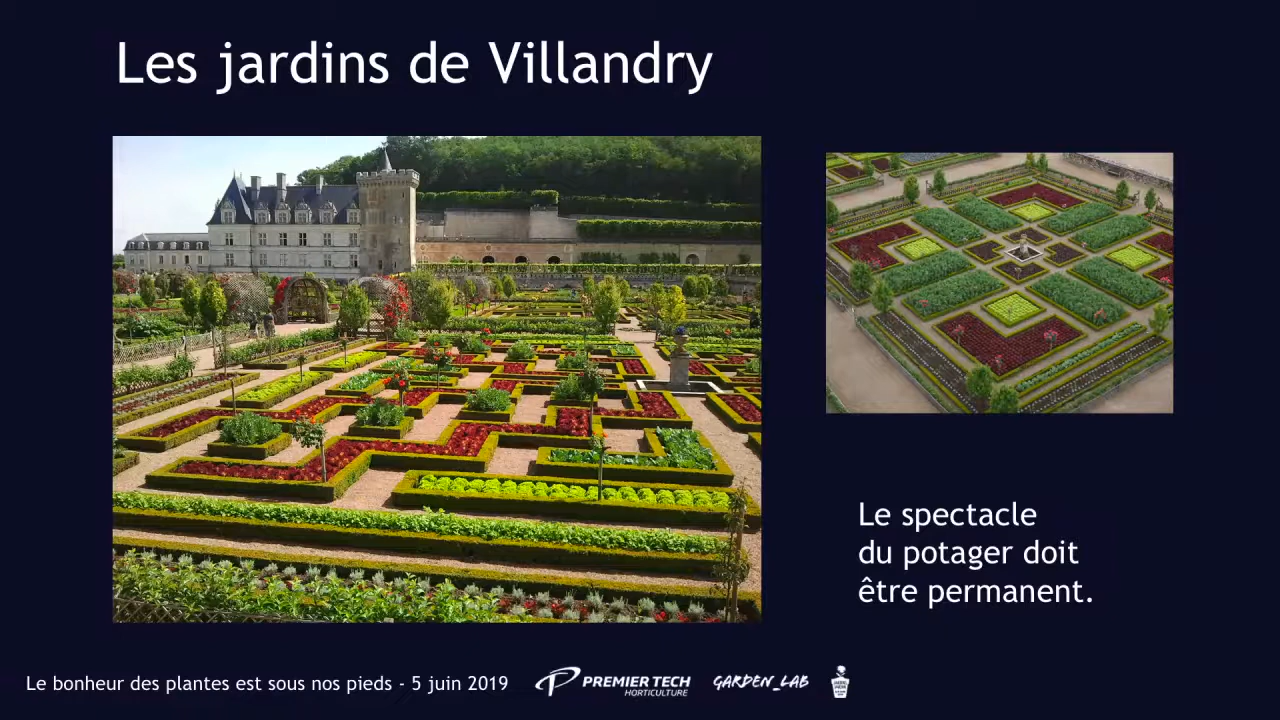 Les jardins de Villandry
Le spectacle
du potager doit
être permanent.
Le bonheur des plantes est sous nos pieds - 5 juin 2019
PREMIER TECH
HORTICULTURE
GARDEN_LAB